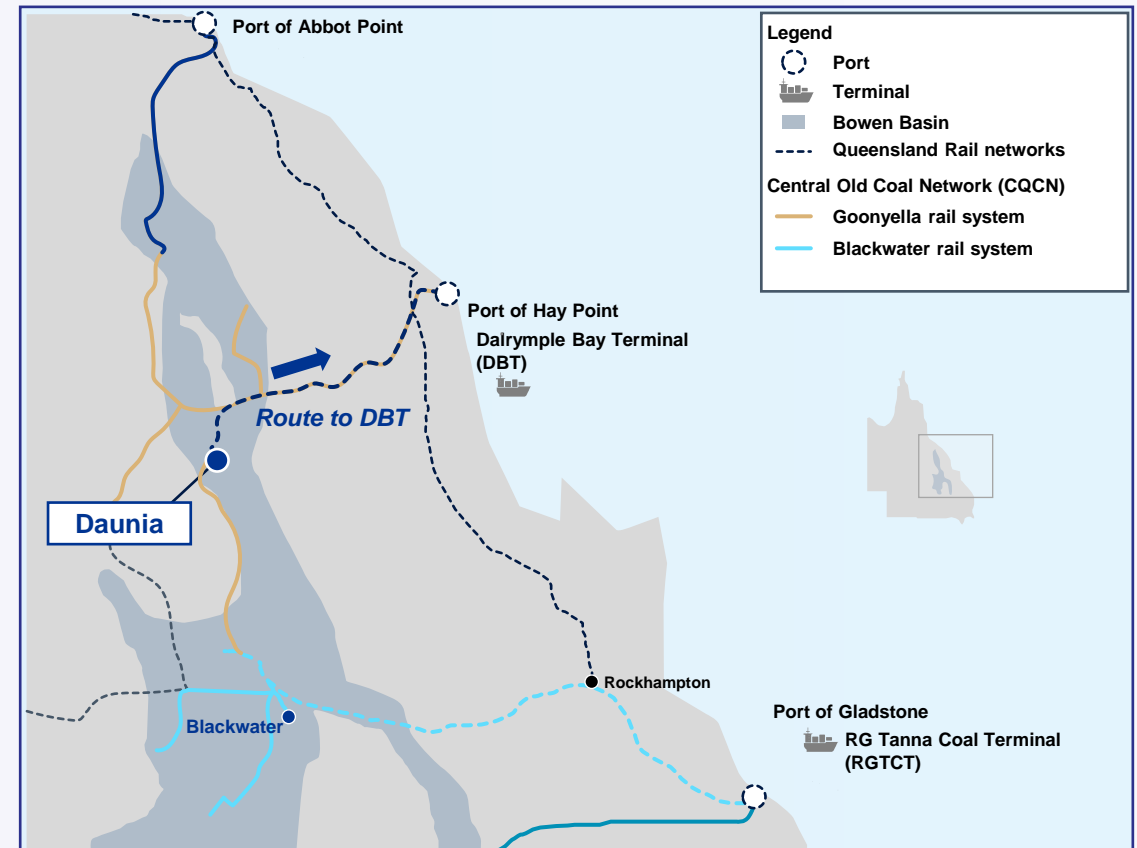 Port of Abbot Point
Legend
Port
Terminal
Bowen Basin
Queensland Rail networks
Central Old Coal Network (CQCN)
Goonyella rail system
Blackwater rail system
Port of Hay Point
Dalrymple Bay Terminal
(DBT)
Route to DBT
Daunia
Rockhampton
Blackwater
Port of Gladstone
RG Tanna Coal Terminal
(RGTCT)